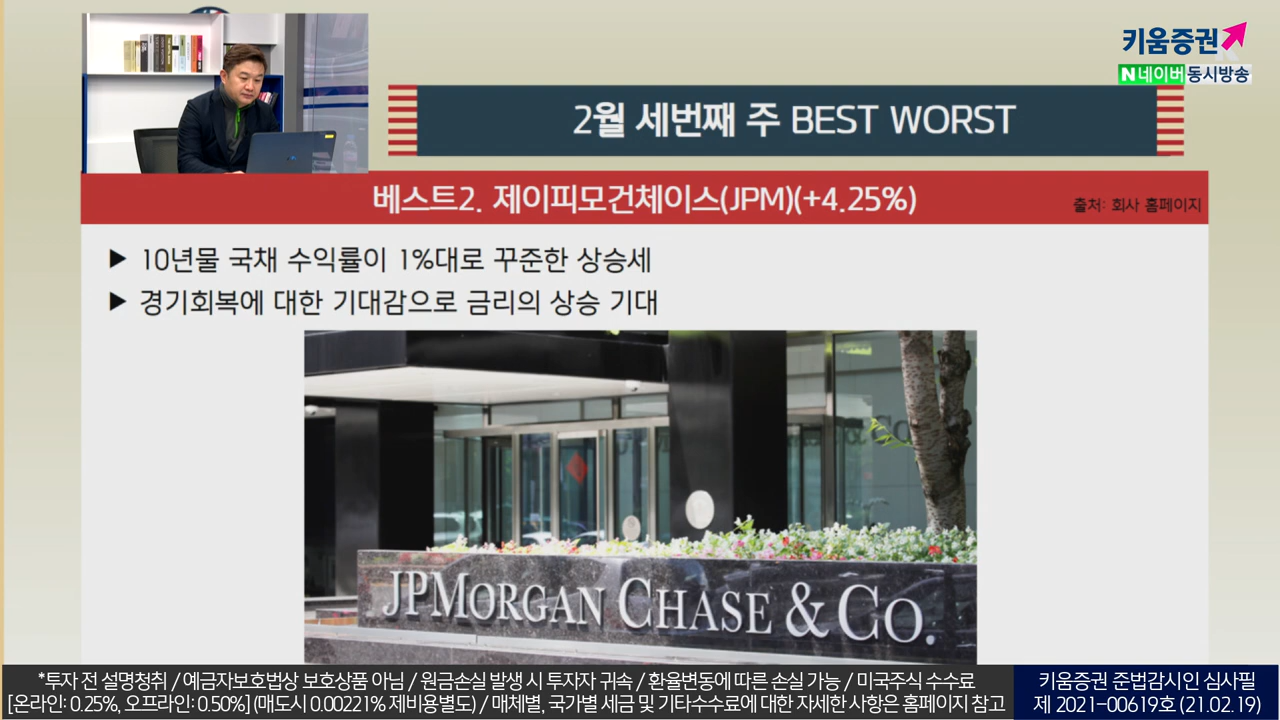 키움증권
N 네이버 동시방송
2월 세번째 주 BEST WORST
베스트2. 제이피모건체이스(JPM)(+4.25%)
출처: 회사 홈페이지
▶ 10년물 국채 수익률이 1%대로 꾸준한 상승세
▶ 경기회복에 대한 기대감으로 금리의 상승 기대
JPMORGAN CHASE & CO.
*투자 전 설명청취 / 예금자보호법상 보호상품 아님 / 원금손실 발생 시 투자자 귀속 / 환율변동에 따른 손실 가능 / 미국주식 수수료
[온라인: 0.25%, 오프라인: 0.50%] (매도시 0.00221% 제비용별도) / 매체별, 국가별 세금 및 기타수수료에 대한 자세한 사항은 홈페이지 참고
키움증권 준법감시인 심사필
제 2021-00619호 (21.02.19)